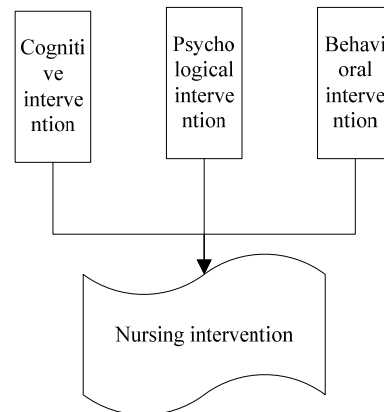 Cogniti
ve
interve
ntion
Psycho
logical
interve
ntion
Behavi
oral
interve
ntion
Nursing intervention